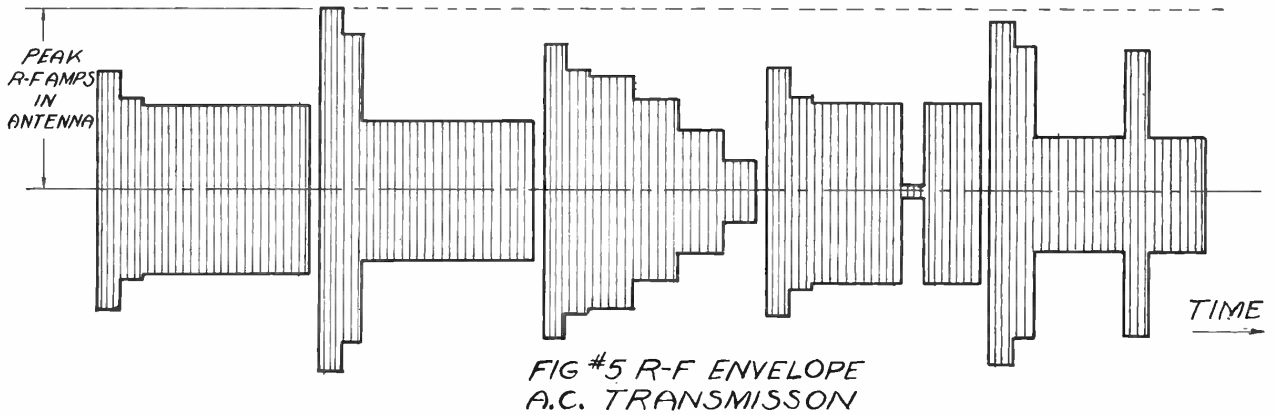 PEAK
R-F AMPS
IN
ANTENNA
TIME
FIG #5 R-F ENVELOPE
A.C. TRANSMISSON